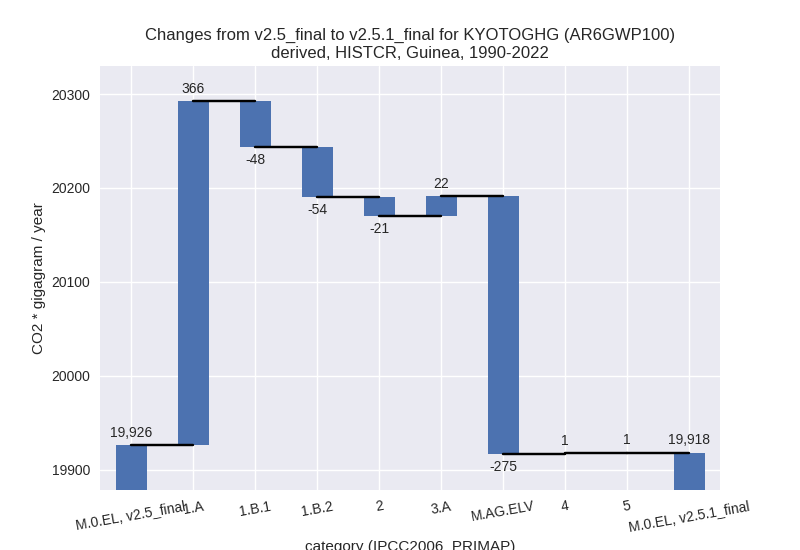 Changes from v2.5_final to v2.5.1_final for KYOTOGHG (AR6GWP100)
derived, HISTCR, Guinea, 1990-2022
CO2 * gigagram / year
20300
20200
20100
20000
19900
19,926
366
-48
-54
-21
22
-275
1
1
19,918
M.0.EL, v2.5_final
1.A
1.B.1
1.B.2
2
3.A
M.AG.ELV
4
5
M.0.EL, v2.5.1_final
category (IPCC2006_PRIMAP)